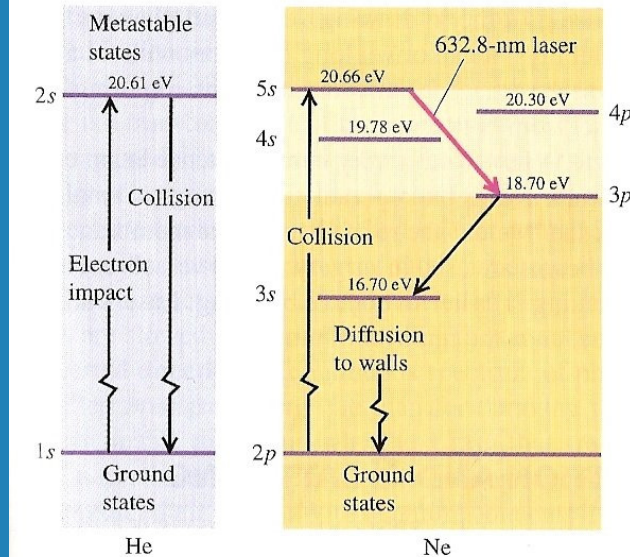 Metastable
states
20.61 eV
2s
Collision
Electron
impact
1s
Ground
states
He
632.8-nm laser
5s
20.66 eV
20.30 eV
4p
4s
19.78 eV
18.70 eV
3p
Collision
3s
16.70 eV
Diffusion
to walls
2p
Ground
states
Ne